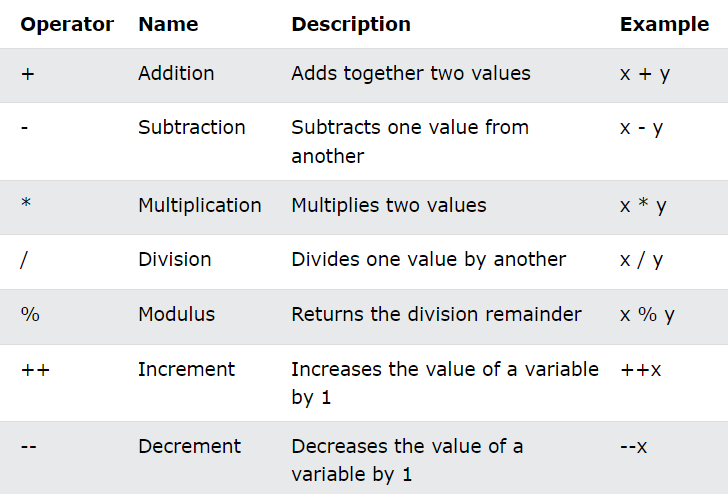 Operator Name Description Example
+ Addition Adds together two values x + y
- Subtraction Subtracts one value from x - y
another
* Multiplication Multiplies two values x * y
/ Division Divides one value by another x / y
% Modulus Returns the division remainder x % y
++ Increment Increases the value of a variable ++x
by 1
-- Decrement Decreases the value of a --x
variable by 1